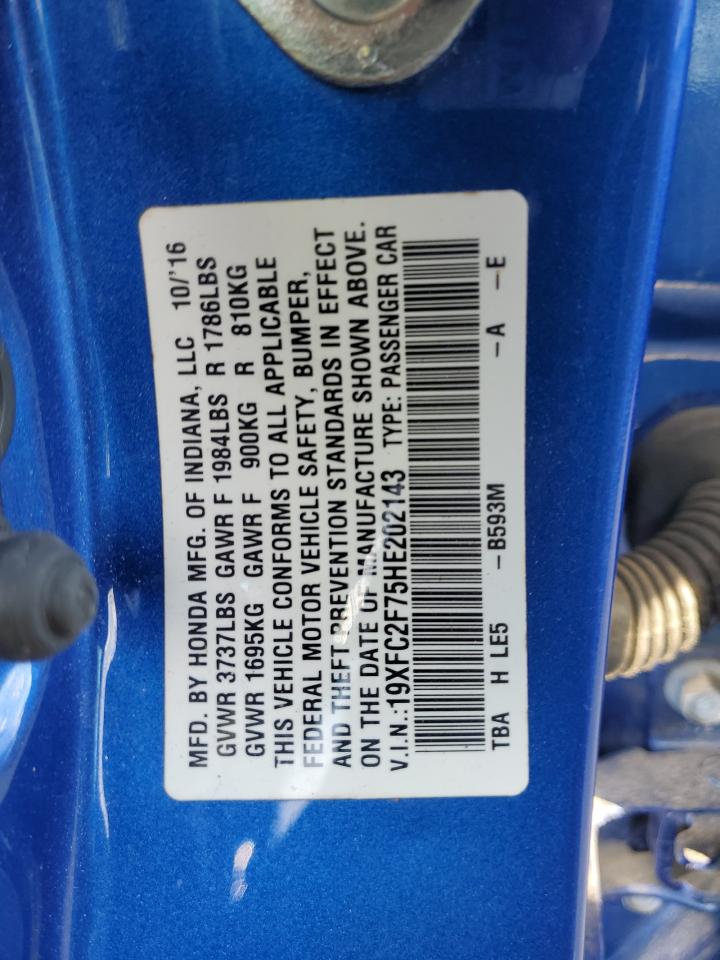 MFD. BY HONDA MFG. OF INDIANA, LLC 10/'16
GVWR 3737LBS GAWR F 1984LBS R 1786LBS
GVWR 1695KG GAWR F 900KG R 810KG
THIS VEHICLE CONFORMS TO ALL APPLICABLE
FEDERAL MOTOR VEHICLE SAFETY, BUMPER,
AND THEFT PREVENTION STANDARDS IN EFFECT
ON THE DATE OF MANUFACTURE SHOWN ABOVE.
V.I.N.:19XFC2F75HE202143 TYPE: PASSENGER CAR
TBA H LE5 -B593M -A -E